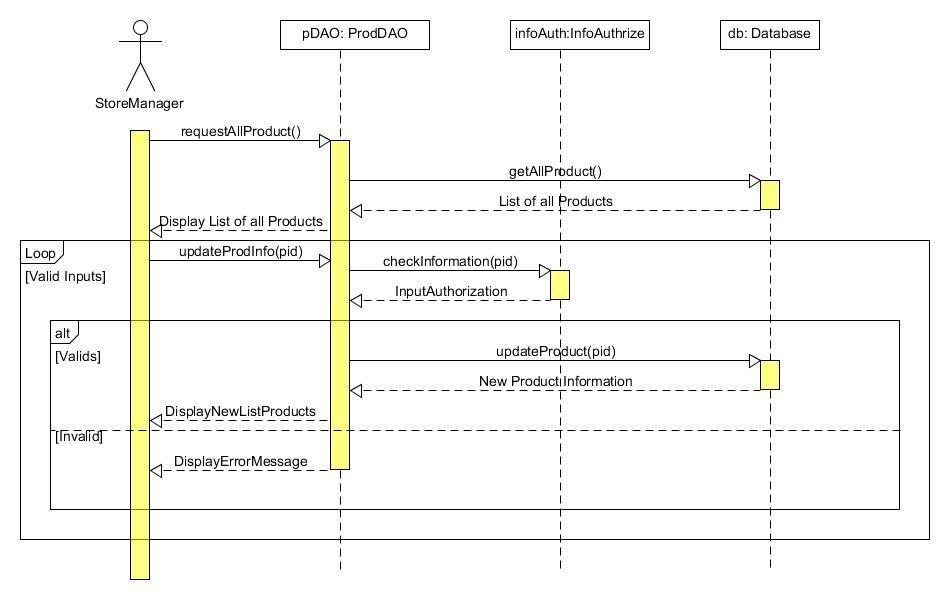 pDAO: ProdDAO
infoAuth:InfoAuthrize
db: Database
StoreManager
requestAllProduct()
getAllProduct()
List of all Products
Display List of all Products
Loop
updateProdInfo(pid)
checkInformation(pid)
[Valid Inputs]
InputAuthorization
alt
[Valids]
updateProduct(pid)
New Product Information
DisplayNewListProducts
[Invalid]
DisplayErrorMessage